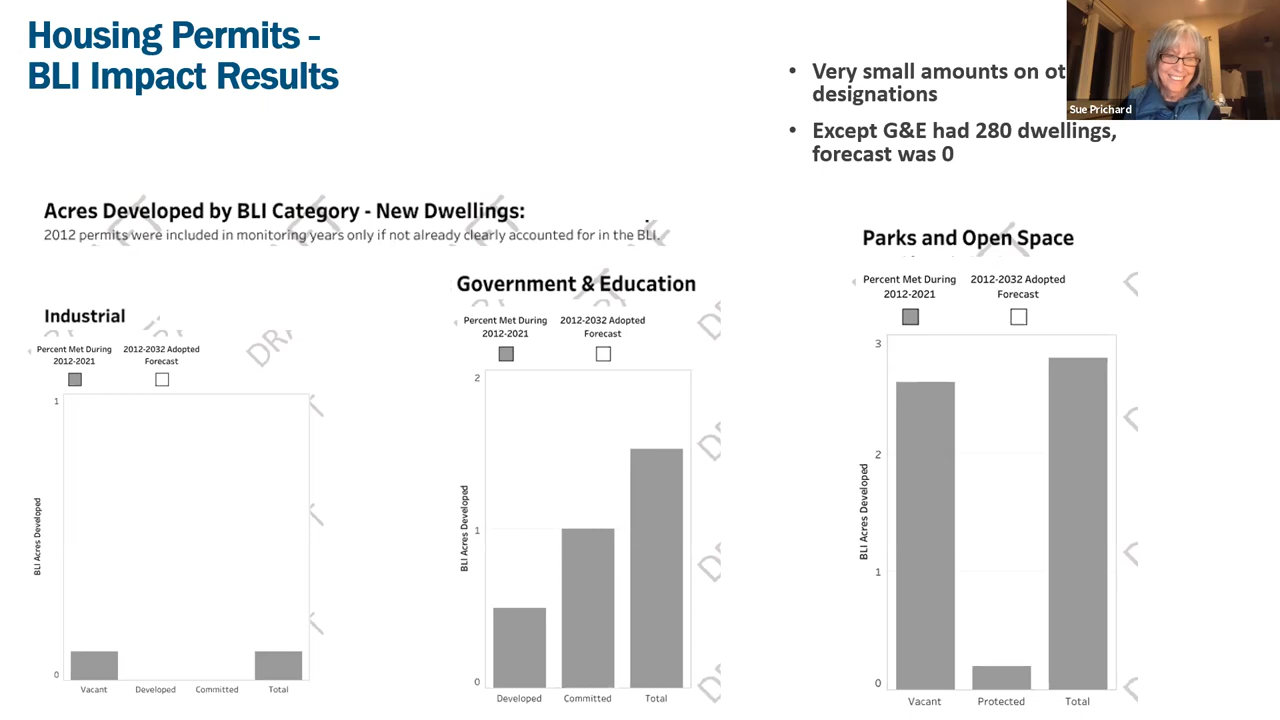 Housing Permits -
BLI Impact Results
• Very small amounts on
designations
• Except G&E had 280 dwellings,
forecast was 0
Sue Prichard
Acres Developed by BLI Category - New Dwellings:
2012 permits were included in monitoring years only if not already clearly accounted for in the BLI.
Industrial
Percent Met During
2012-2021
2012-2032 Adopted
Forecast
BLI Acres Developed
1
0
Vacant Developed Committed Total
DRA
Government & Education
Percent Met During
2012-2021
2012-2032 Adopted
Forecast
BLI Acres Developed
2
1
0
Developed Committed Total
Parks and Open Space
Percent Met During
2012-2021
2012-2032 Adopted
Forecast
BLI Acres Developed
3
2
1
0
Vacant Protected Total